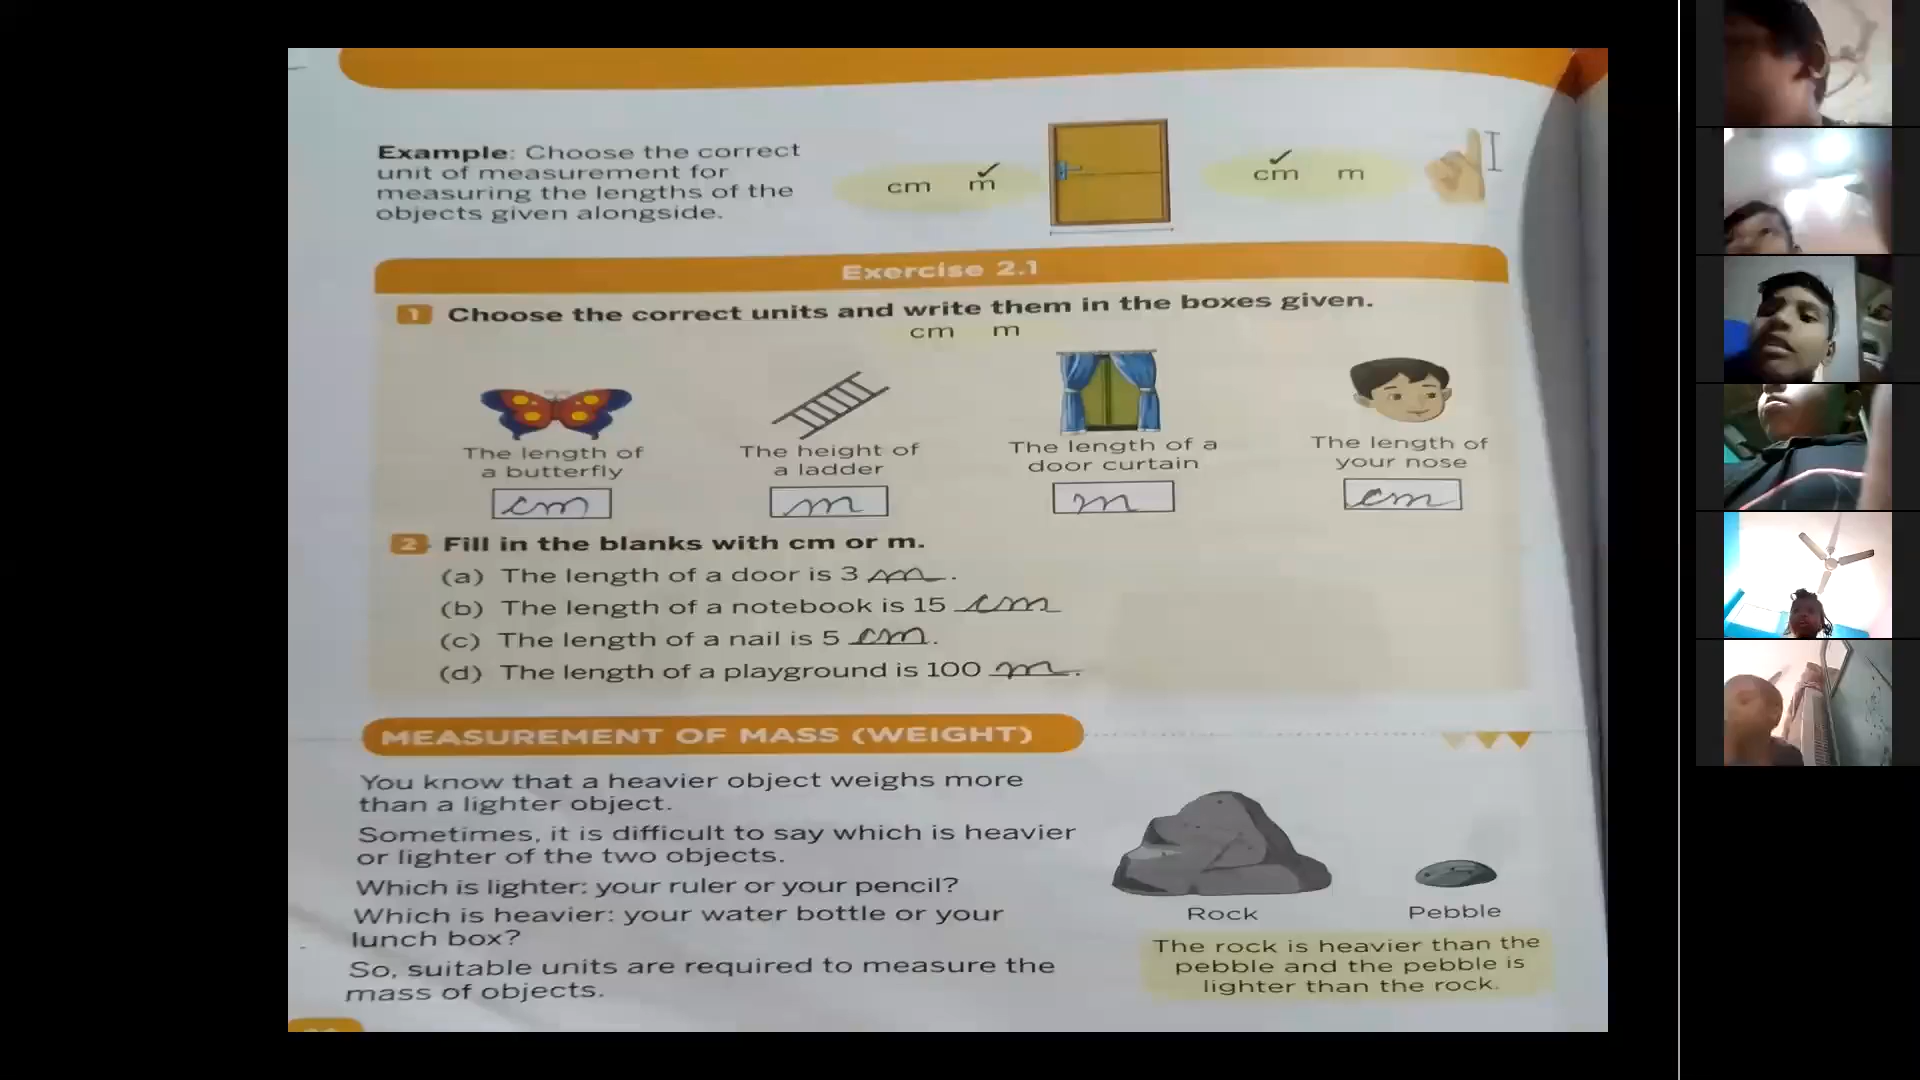 Example: Choose the correct
unit of measurement for
measuring the lengths of the
objects given alongside.
cm m
cm m
Exercise 2.1
1 Choose the correct units and write them in the boxes given.
cm m
The length of
a butterfly
cm
The height of
a ladder
m
The length of a
door curtain
m
The length of
your nose
cm
2 Fill in the blanks with cm or m.
(a) The length of a door is 3 m.
(b) The length of a notebook is 15 cm
(c) The length of a nail is 5 cm.
(d) The length of a playground is 100 m.
MEASUREMENT OF MASS (WEIGHT)
You know that a heavier object weighs more
than a lighter object.
Sometimes, it is difficult to say which is heavier
or lighter of the two objects.
Which is lighter: your ruler or your pencil?
Which is heavier: your water bottle or your
lunch box?
So, suitable units are required to measure the
mass of objects.
Rock
Pebble
The rock is heavier than the
pebble and the pebble is
lighter than the rock.